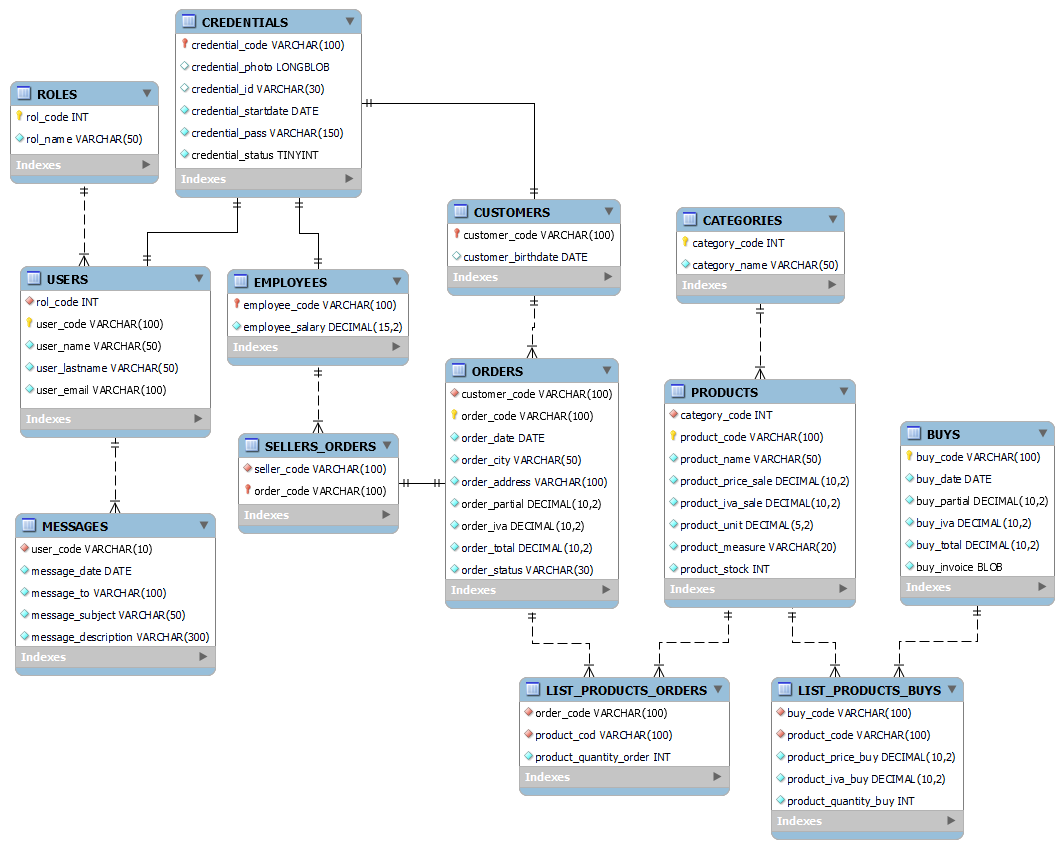 CREDENTIALS
credential_code VARCHAR(100)
credential_photo LONGBLOB
credential_id VARCHAR(30)
credential_startdate DATE
credential_pass VARCHAR(150)
credential_status TINYINT
Indexes
ROLES
rol_code INT
rol_name VARCHAR(50)
Indexes
CUSTOMERS
customer_code VARCHAR(100)
customer_birthdate DATE
Indexes
CATEGORIES
category_code INT
category_name VARCHAR(50)
Indexes
USERS
rol_code INT
user_code VARCHAR(100)
user_name VARCHAR(50)
user_lastname VARCHAR(50)
user_email VARCHAR(100)
Indexes
EMPLOYEES
employee_code VARCHAR(100)
employee_salary DECIMAL(15,2)
Indexes
ORDERS
customer_code VARCHAR(100)
order_code VARCHAR(100)
order_date DATE
order_city VARCHAR(50)
order_address VARCHAR(100)
order_partial DECIMAL(10,2)
order_iva DECIMAL(10,2)
order_total DECIMAL(10,2)
order_status VARCHAR(30)
Indexes
PRODUCTS
category_code INT
product_code VARCHAR(100)
product_name VARCHAR(50)
product_price_sale DECIMAL(10,2)
product_iva_sale DECIMAL(10,2)
product_unit DECIMAL(5,2)
product_measure VARCHAR(20)
product_stock INT
Indexes
BUYS
buy_code VARCHAR(100)
buy_date DATE
buy_partial DECIMAL(10,2)
buy_iva DECIMAL(10,2)
buy_total DECIMAL(10,2)
buy_invoice BLOB
Indexes
SELLERS_ORDERS
seller_code VARCHAR(100)
order_code VARCHAR(100)
Indexes
MESSAGES
user_code VARCHAR(10)
message_date DATE
message_to VARCHAR(100)
message_subject VARCHAR(50)
message_description VARCHAR(300)
Indexes
LIST_PRODUCTS_ORDERS
order_code VARCHAR(100)
product_cod VARCHAR(100)
product_quantity_order INT
Indexes
LIST_PRODUCTS_BUYS
buy_code VARCHAR(100)
product_code VARCHAR(100)
product_price_buy DECIMAL(10,2)
product_iva_buy DECIMAL(10,2)
product_quantity_buy INT
Indexes